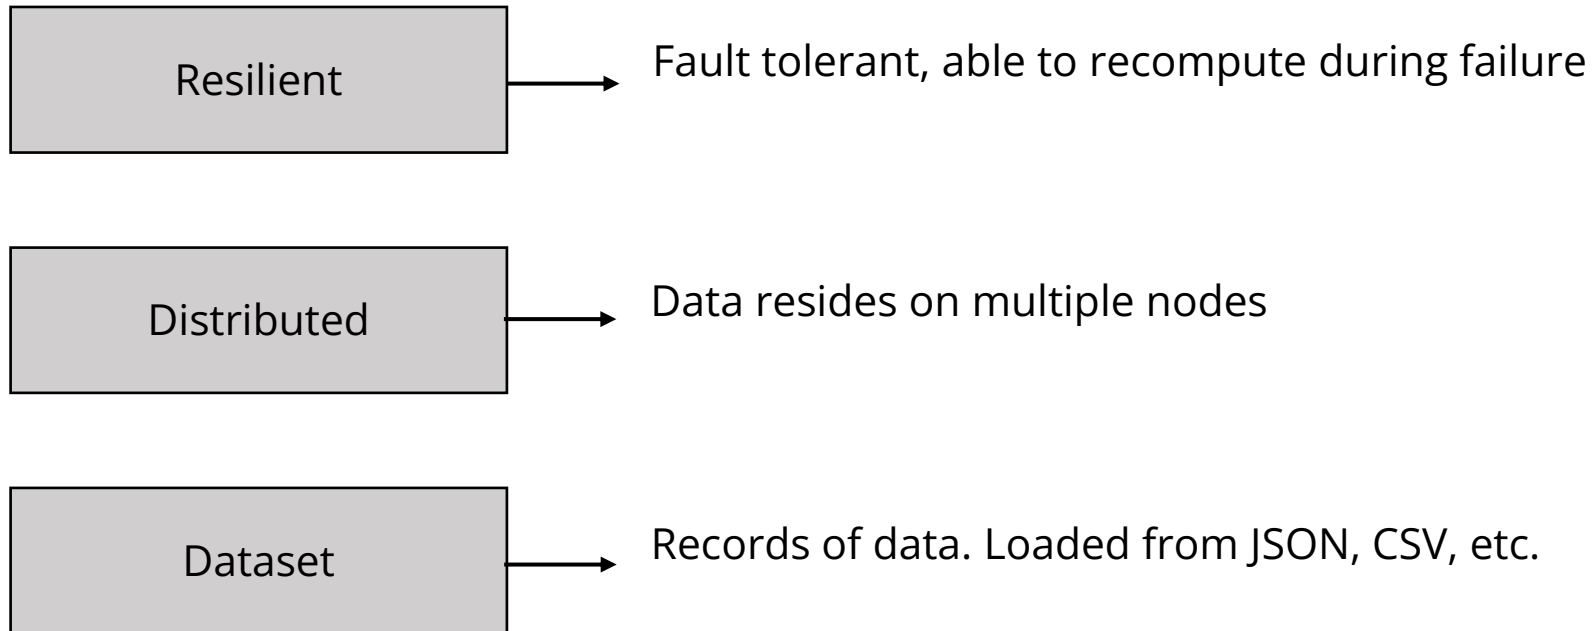 Resilient
Fault tolerant, able to recompute during failure
Distributed
Data resides on multiple nodes
Dataset
Records of data. Loaded from JSON, CSV, etc.